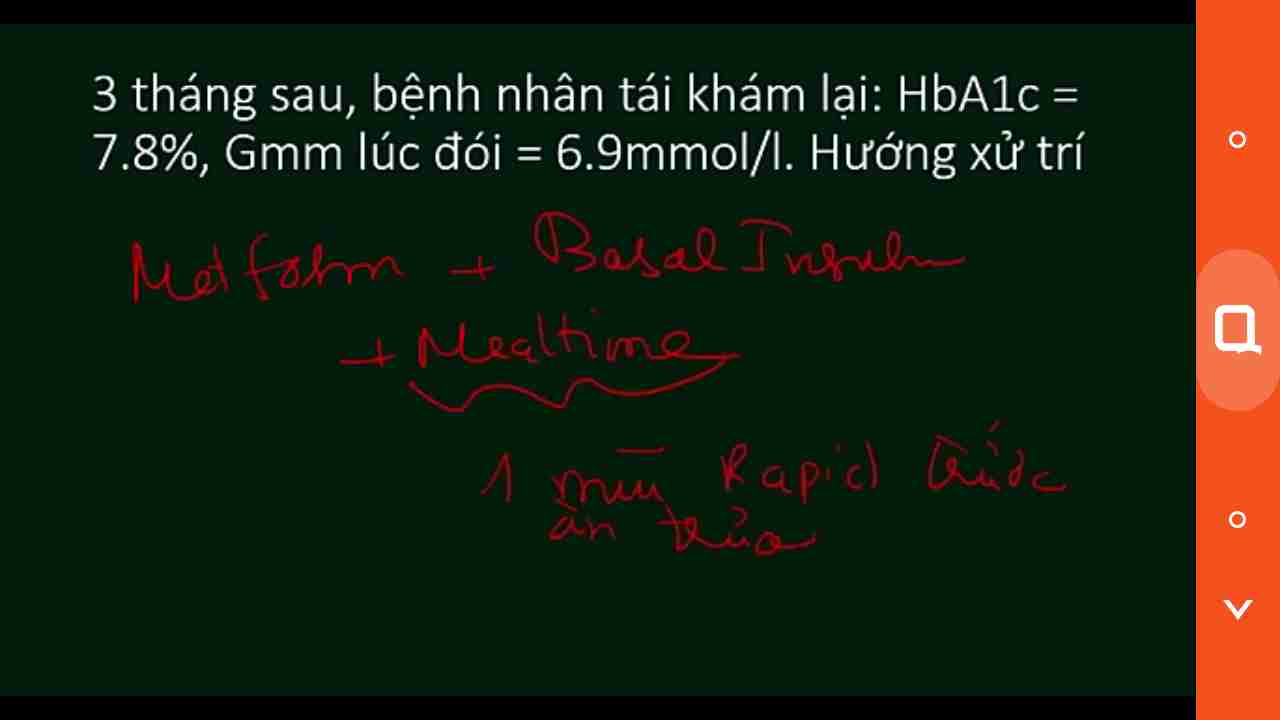 3 tháng sau, bệnh nhân tái khám lại: HbA1c =
7.8%, Gmm lúc đói = 6.9mmol/l. Hướng xử trí
Metform + Basal Insulin
+ Mealtime
1 mũi Rapid trước
ăn trưa